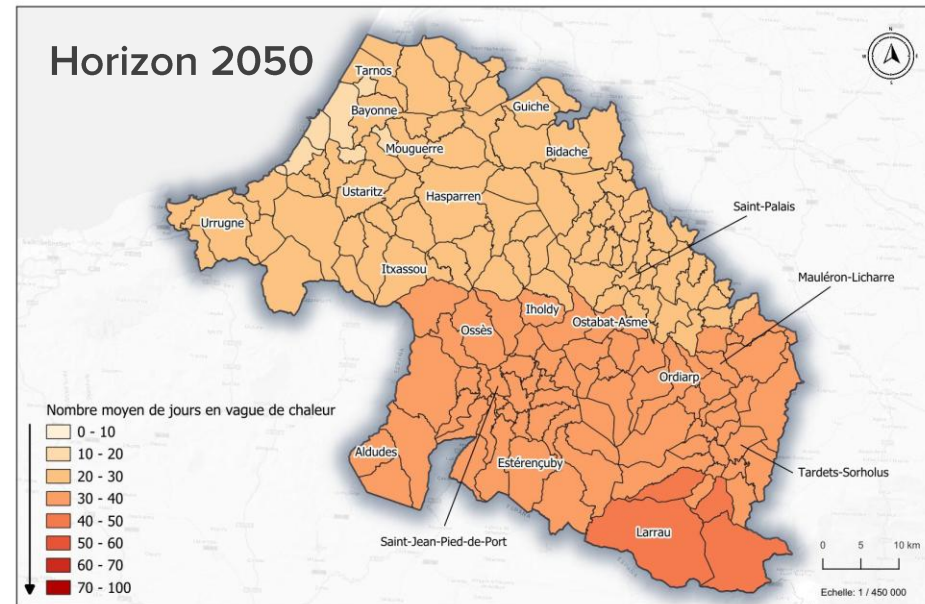 Horizon 2050
N
Tarnos
Bayonne
Guiche
Mouguerre
Bidache
Ustaritz
Hasparren
Saint-Palais
Urrugne
Itxassou
Mauléron-Licharre
Iholdy
Ossès
Ostabat-Asme
Ordiarp
Nombre moyen de jours en vague de chaleur
0 - 10
10 - 20
20 - 30
30 - 40
40 - 50
50 - 60
60 - 70
70 - 100
Aldudes
Estérençuby
Tardets-Sorholus
Saint-Jean-Pied-de-Port
Larrau
0 5 10 km
Echelle: 1 / 450 000